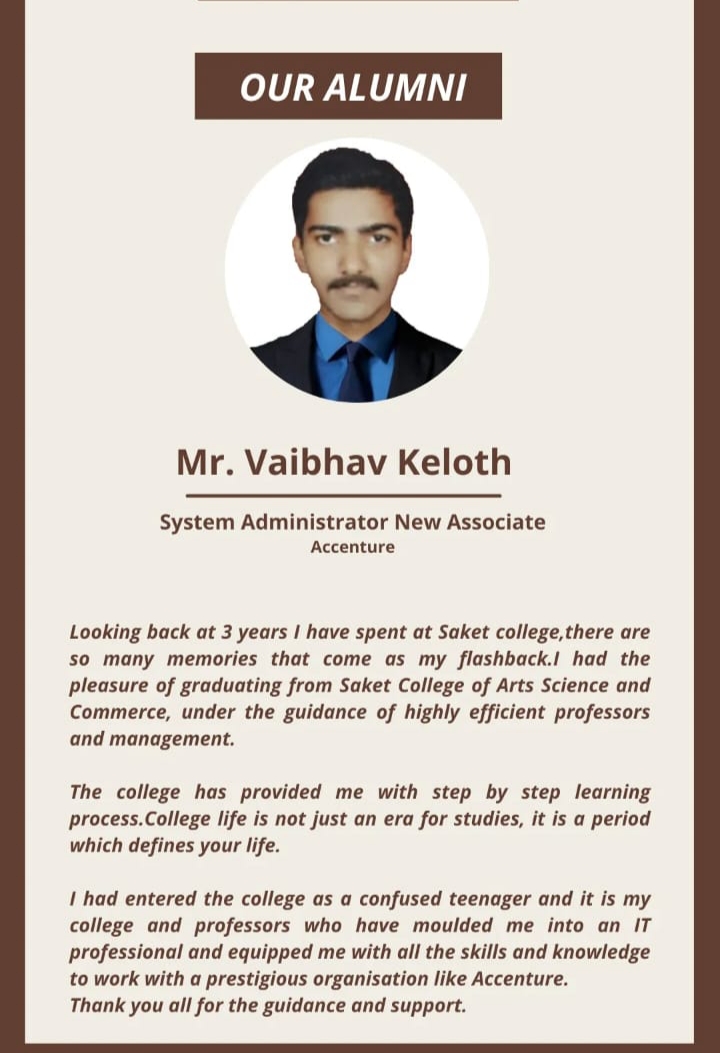 OUR ALUMNI
Mr. Vaibhav Keloth
System Administrator New Associate
Accenture
Looking back at 3 years I have spent at Saket college,there are
so many memories that come as my flashback.I had the
pleasure of graduating from Saket College of Arts Science and
Commerce, under the guidance of highly efficient professors
and management.
The college has provided me with step by step learning
process.College life is not just an era for studies, it is a period
which defines your life.
I had entered the college as a confused teenager and it is my
college and professors who have moulded me into an IT
professional and equipped me with all the skills and knowledge
to work with a prestigious organisation like Accenture.
Thank you all for the guidance and support.